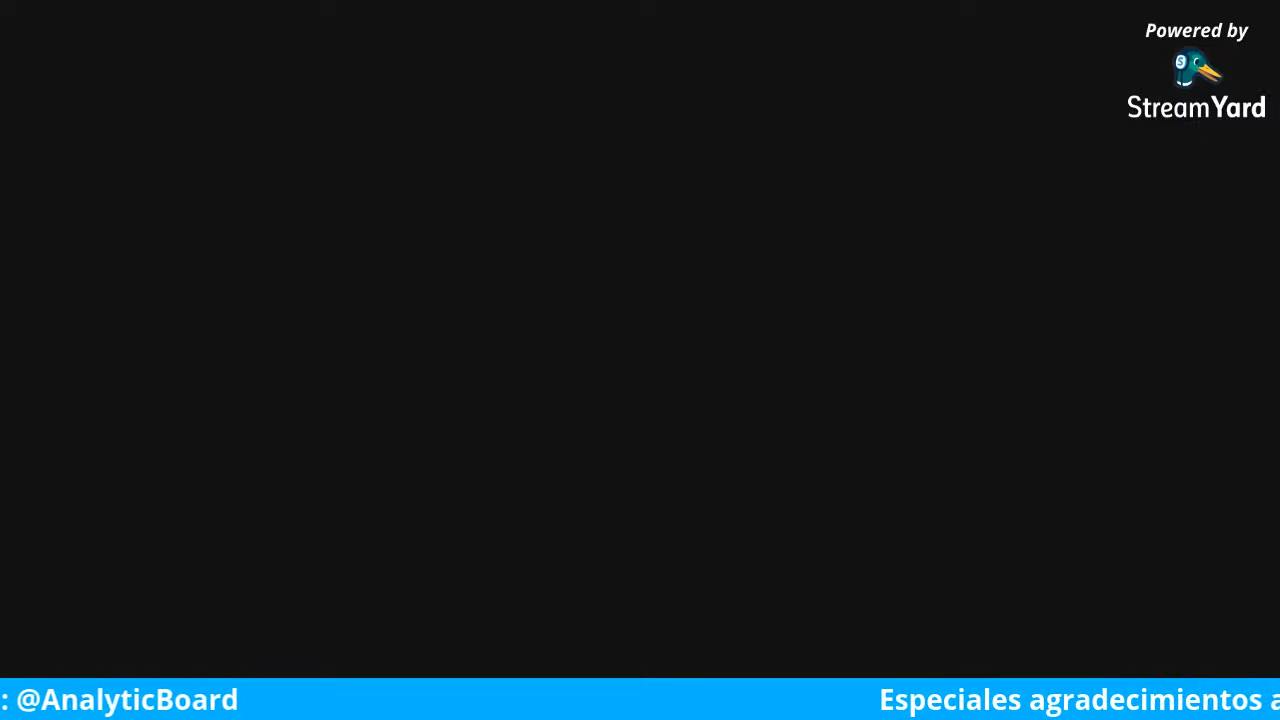 Powered by
S
StreamYard
: @AnalyticBoard
Especiales agradecimientos a